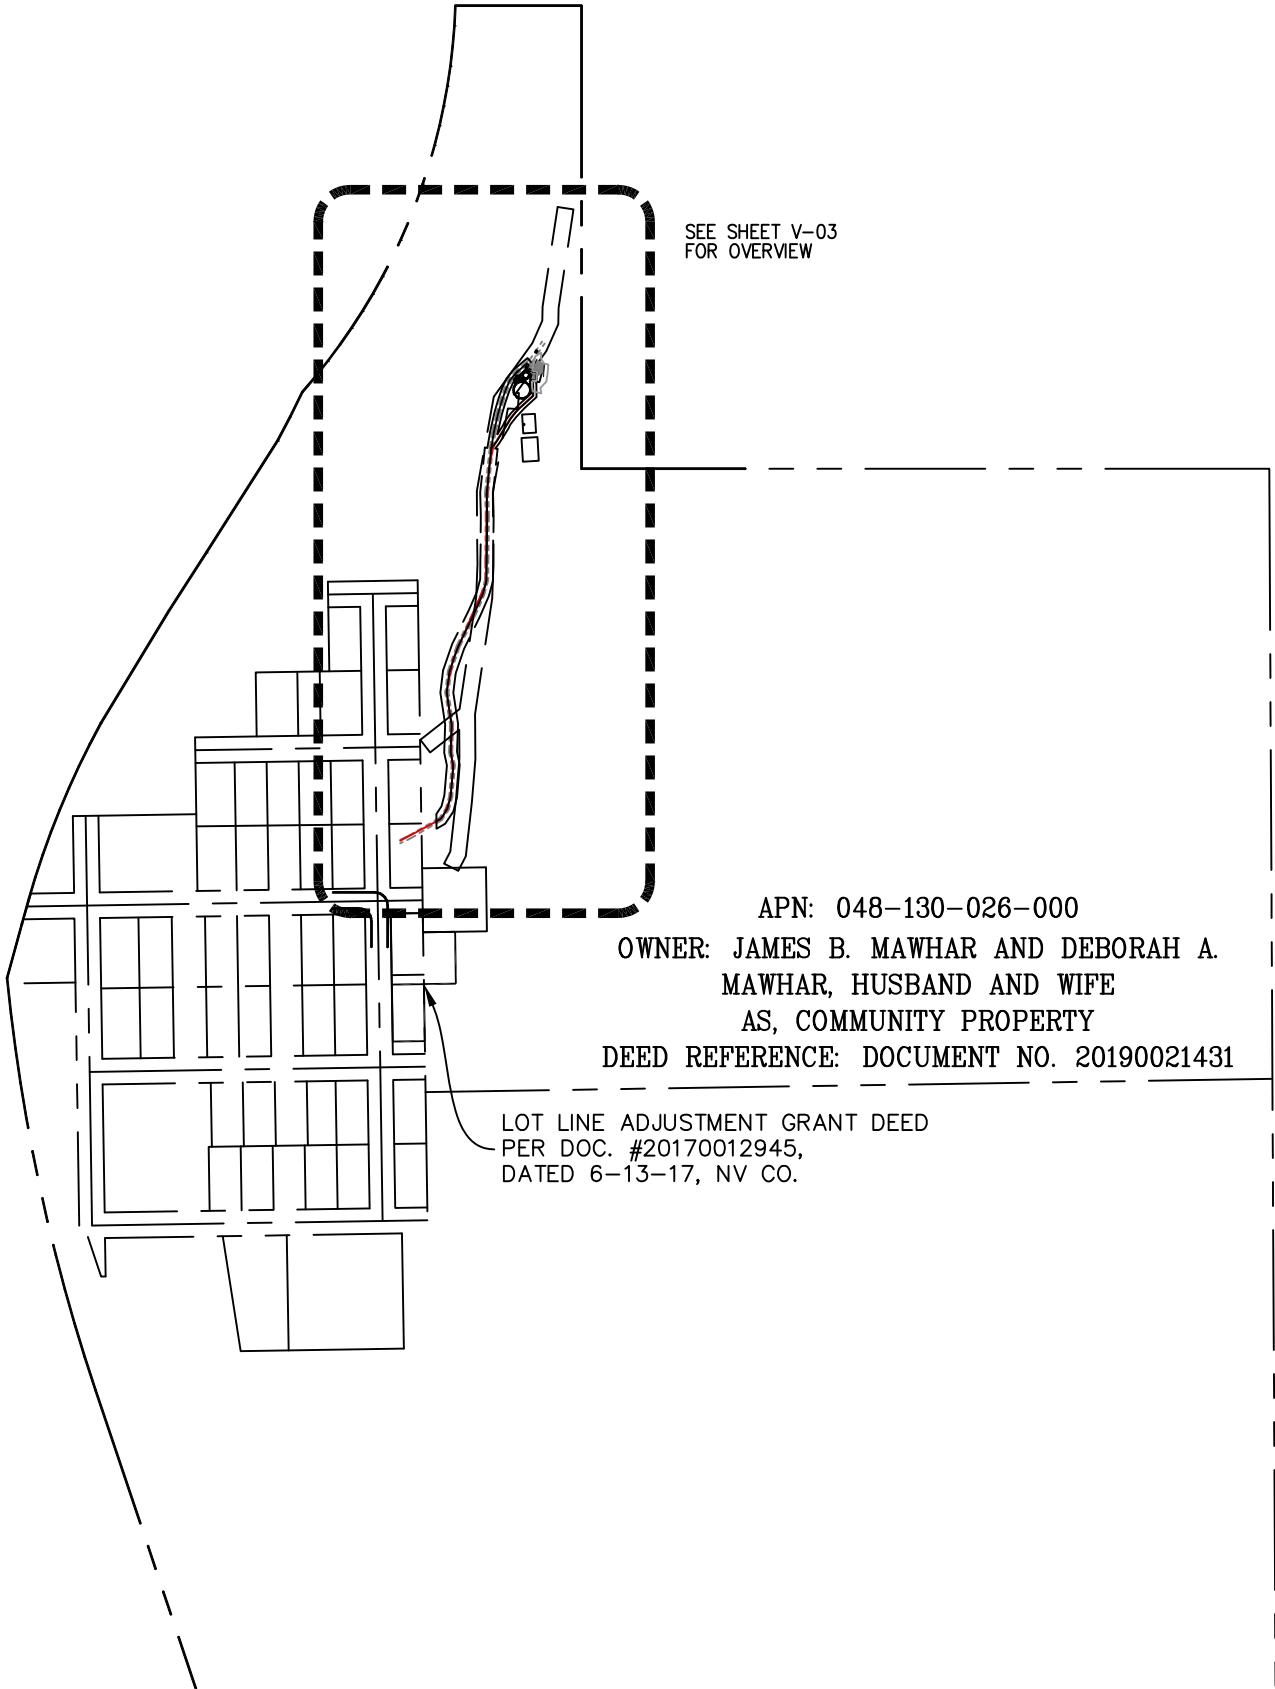 SEE SHEET V-03
FOR OVERVIEW
APN: 048-130-026-000
OWNER: JAMES B. MAWHAR AND DEBORAH A.
MAWHAR, HUSBAND AND WIFE
AS, COMMUNITY PROPERTY
DEED REFERENCE: DOCUMENT NO. 20190021431
LOT LINE ADJUSTMENT GRANT DEED
PER DOC. #20170012945,
DATED 6-13-17, NV CO.